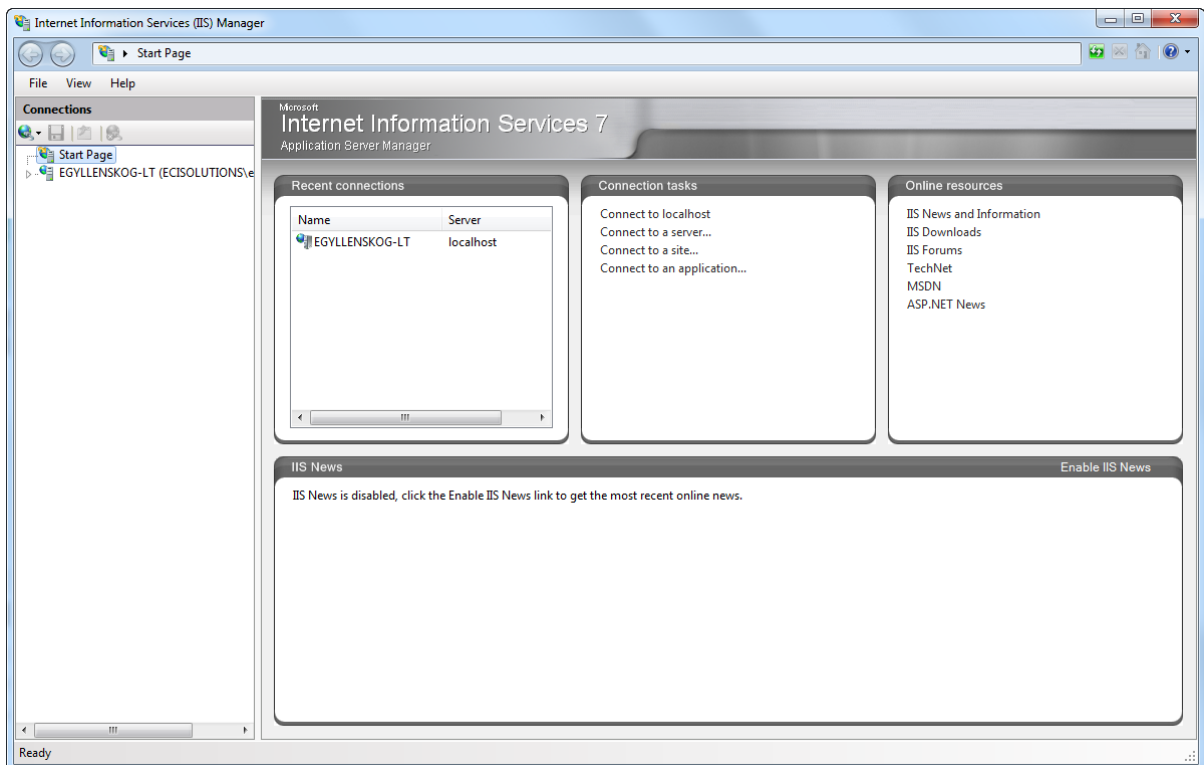 Internet Information Services (IIS) Manager
Start Page
File View Help
Connections
Start Page
EGYLLENSKOG-LT (ECISOLUTIONS\e
Microsoft
Internet Information Services 7
Application Server Manager
Recent connections
Name Server
EGYLLENSKOG-LT localhost
Connection tasks
Connect to localhost
Connect to a server...
Connect to a site...
Connect to an application...
Online resources
IIS News and Information
IIS Downloads
IIS Forums
TechNet
MSDN
ASP.NET News
IIS News Enable IIS News
IIS News is disabled, click the Enable IIS News link to get the most recent online news.
Ready